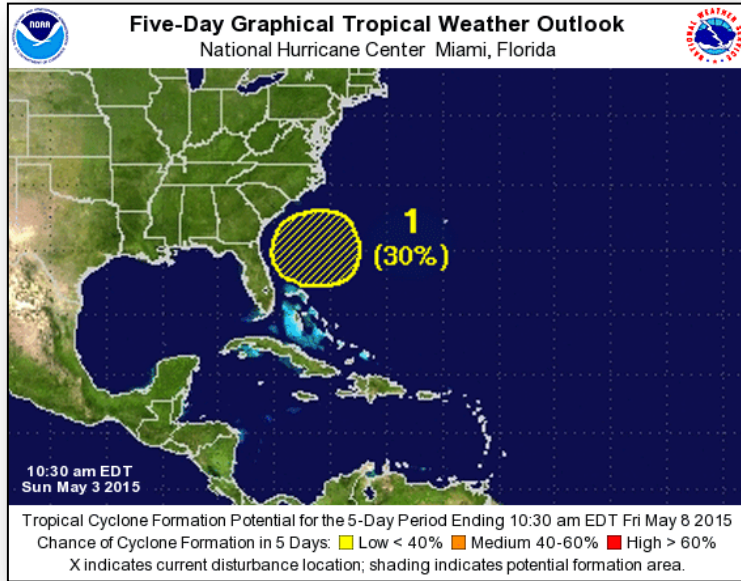 Five-Day Graphical Tropical Weather Outlook
National Hurricane Center Miami, Florida
NOAA
1
(30%)
10:30 am EDT
Sun May 3 2015
Tropical Cyclone Formation Potential for the 5-Day Period Ending 10:30 am EDT Fri May 8 2015
Chance of Cyclone Formation in 5 Days: Low < 40% Medium 40-60% High > 60%
X indicates current disturbance location; shading indicates potential formation area.